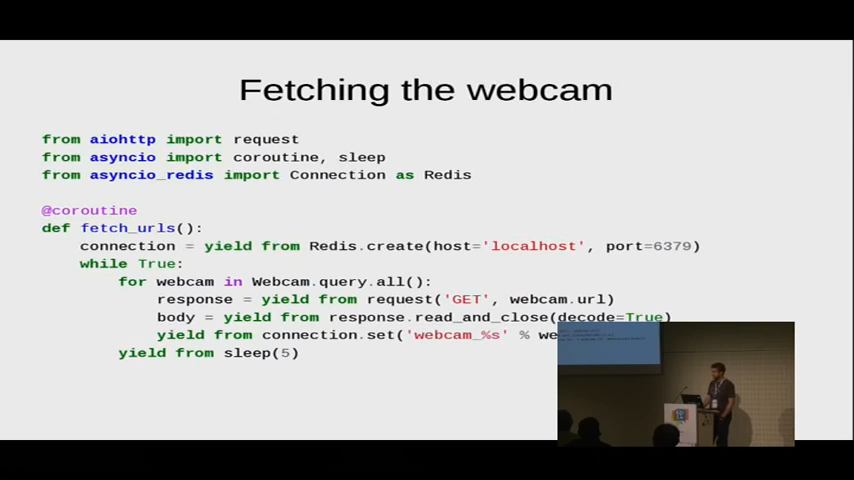 Fetching the webcam
from aiohttp import request
from asyncio import coroutine, sleep
from asyncio_redis import Connection as Redis
@coroutine
def fetch_urls():
connection = yield from Redis.create(host='localhost', port=6379)
while True:
for webcam in Webcam.query.all():
response = yield from request('GET', webcam.url)
body = yield from response.read_and_close(decode=True)
yield from connection.set('webcam_%s' % we
yield from sleep(5)